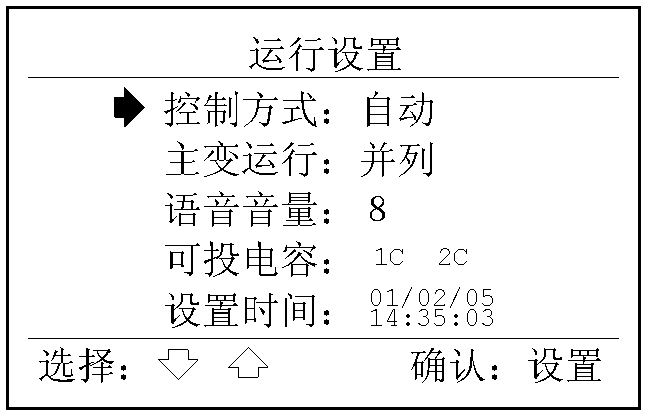 运行设置
控制方式：自动
主变运行：并列
语音音量：8
可投电容：1C 2C
设置时间：01/02/05
14:35:03
选择： 确认：设置